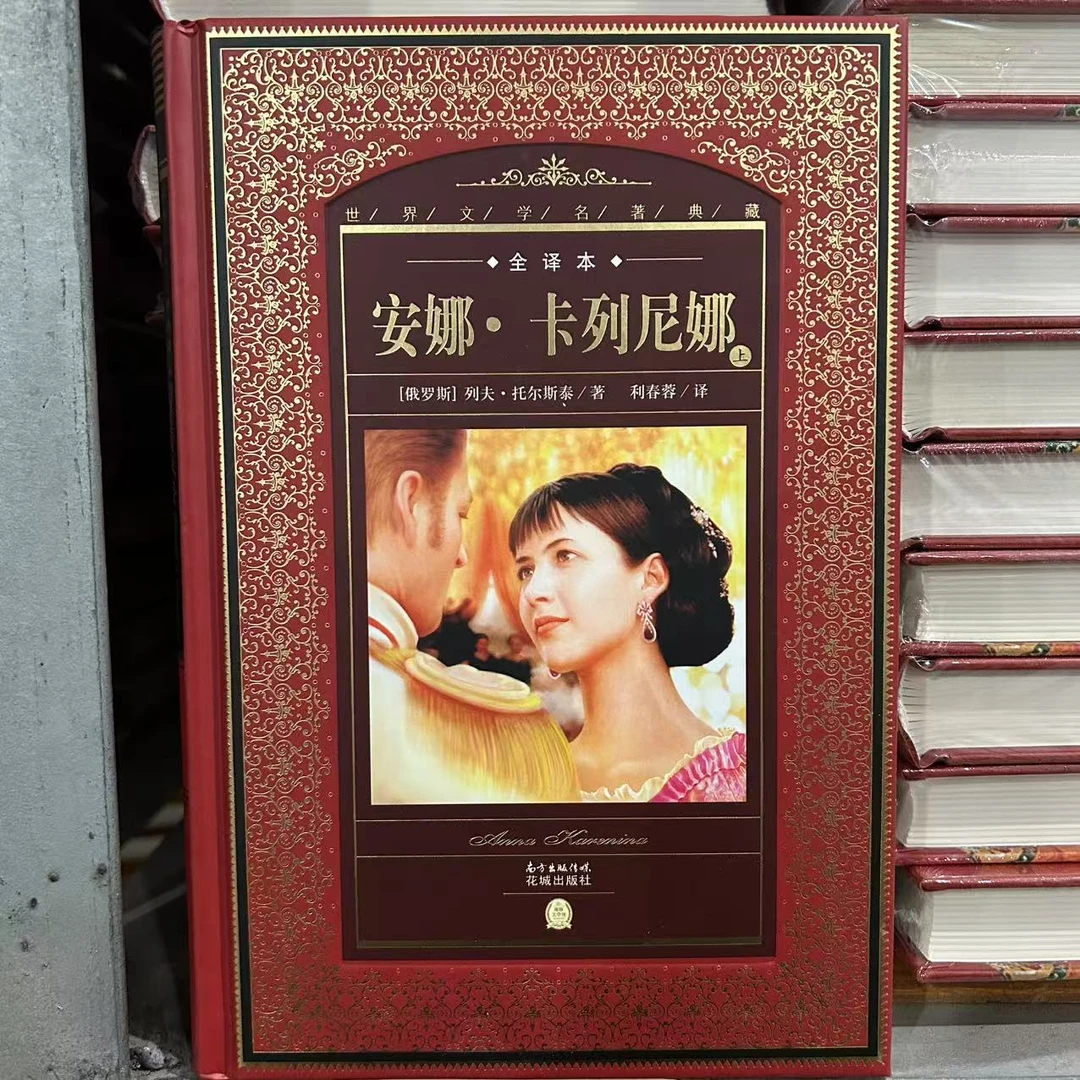 世/界/文/学/名/著/典/藏
全译本
安娜·卡列尼娜 上
[俄罗斯] 列夫·托尔斯泰/著 利春蓉/译
Anna Karenina
南方出版传媒
花城出版社